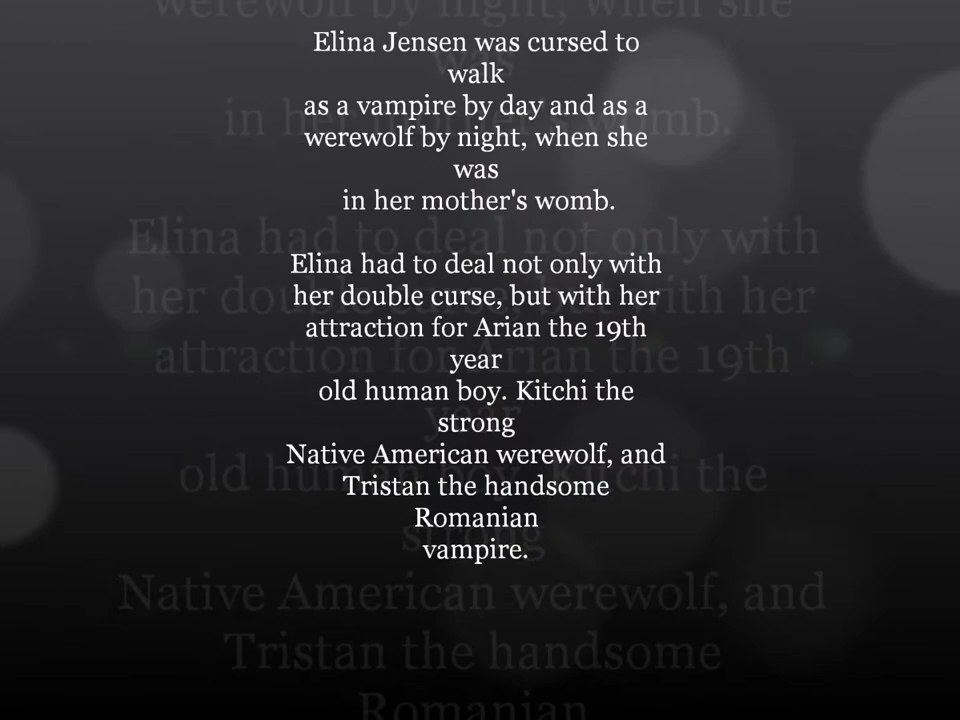 Elina Jensen was cursed to
walk
as a vampire by day and as a
werewolf by night, when she
was
in her mother's womb.
Elina had to deal not only with
her double curse, but with her
attraction for Arian the 19th
year
old human boy. Kitchi the
strong
Native American werewolf, and
Tristan the handsome
Romanian
vampire.